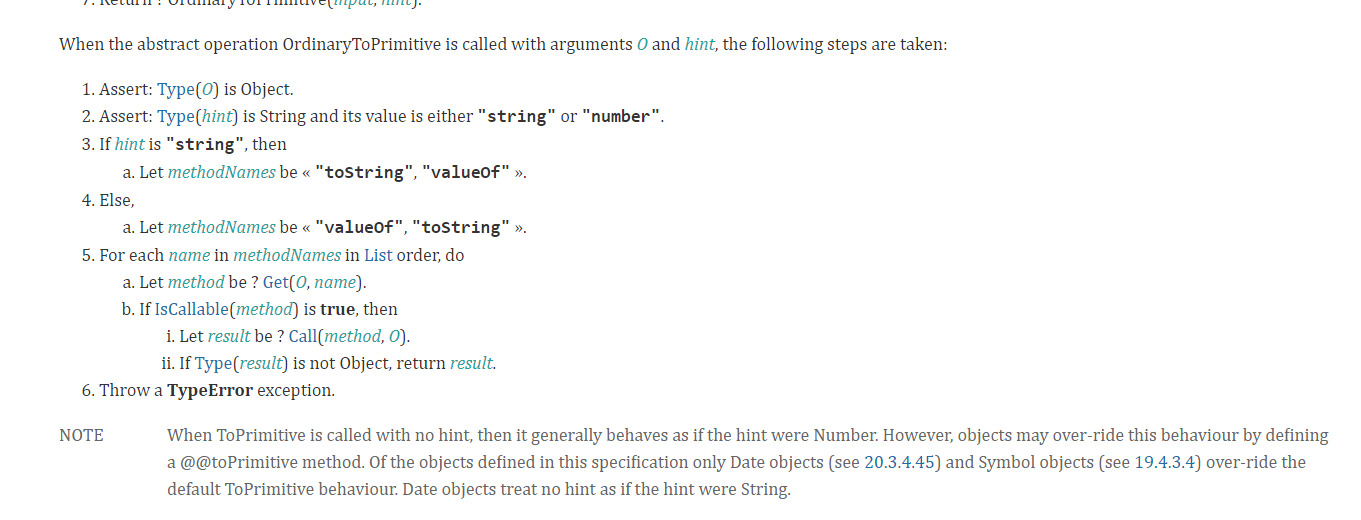 7. Return ? OrdinaryToPrimitive(input, hint).
When the abstract operation OrdinaryToPrimitive is called with arguments O and hint, the following steps are taken:
1. Assert: Type(O) is Object.
2. Assert: Type(hint) is String and its value is either "string" or "number".
3. If hint is "string", then
a. Let methodNames be « "toString", "valueOf" ».
4. Else,
a. Let methodNames be « "valueOf", "toString" ».
5. For each name in methodNames in List order, do
a. Let method be ? Get(O, name).
b. If IsCallable(method) is true, then
i. Let result be ? Call(method, O).
ii. If Type(result) is not Object, return result.
6. Throw a TypeError exception.
NOTE When ToPrimitive is called with no hint, then it generally behaves as if the hint were Number. However, objects may over-ride this behaviour by defining
a @@toPrimitive method. Of the objects defined in this specification only Date objects (see 20.3.4.45) and Symbol objects (see 19.4.3.4) over-ride the
default ToPrimitive behaviour. Date objects treat no hint as if the hint were String.